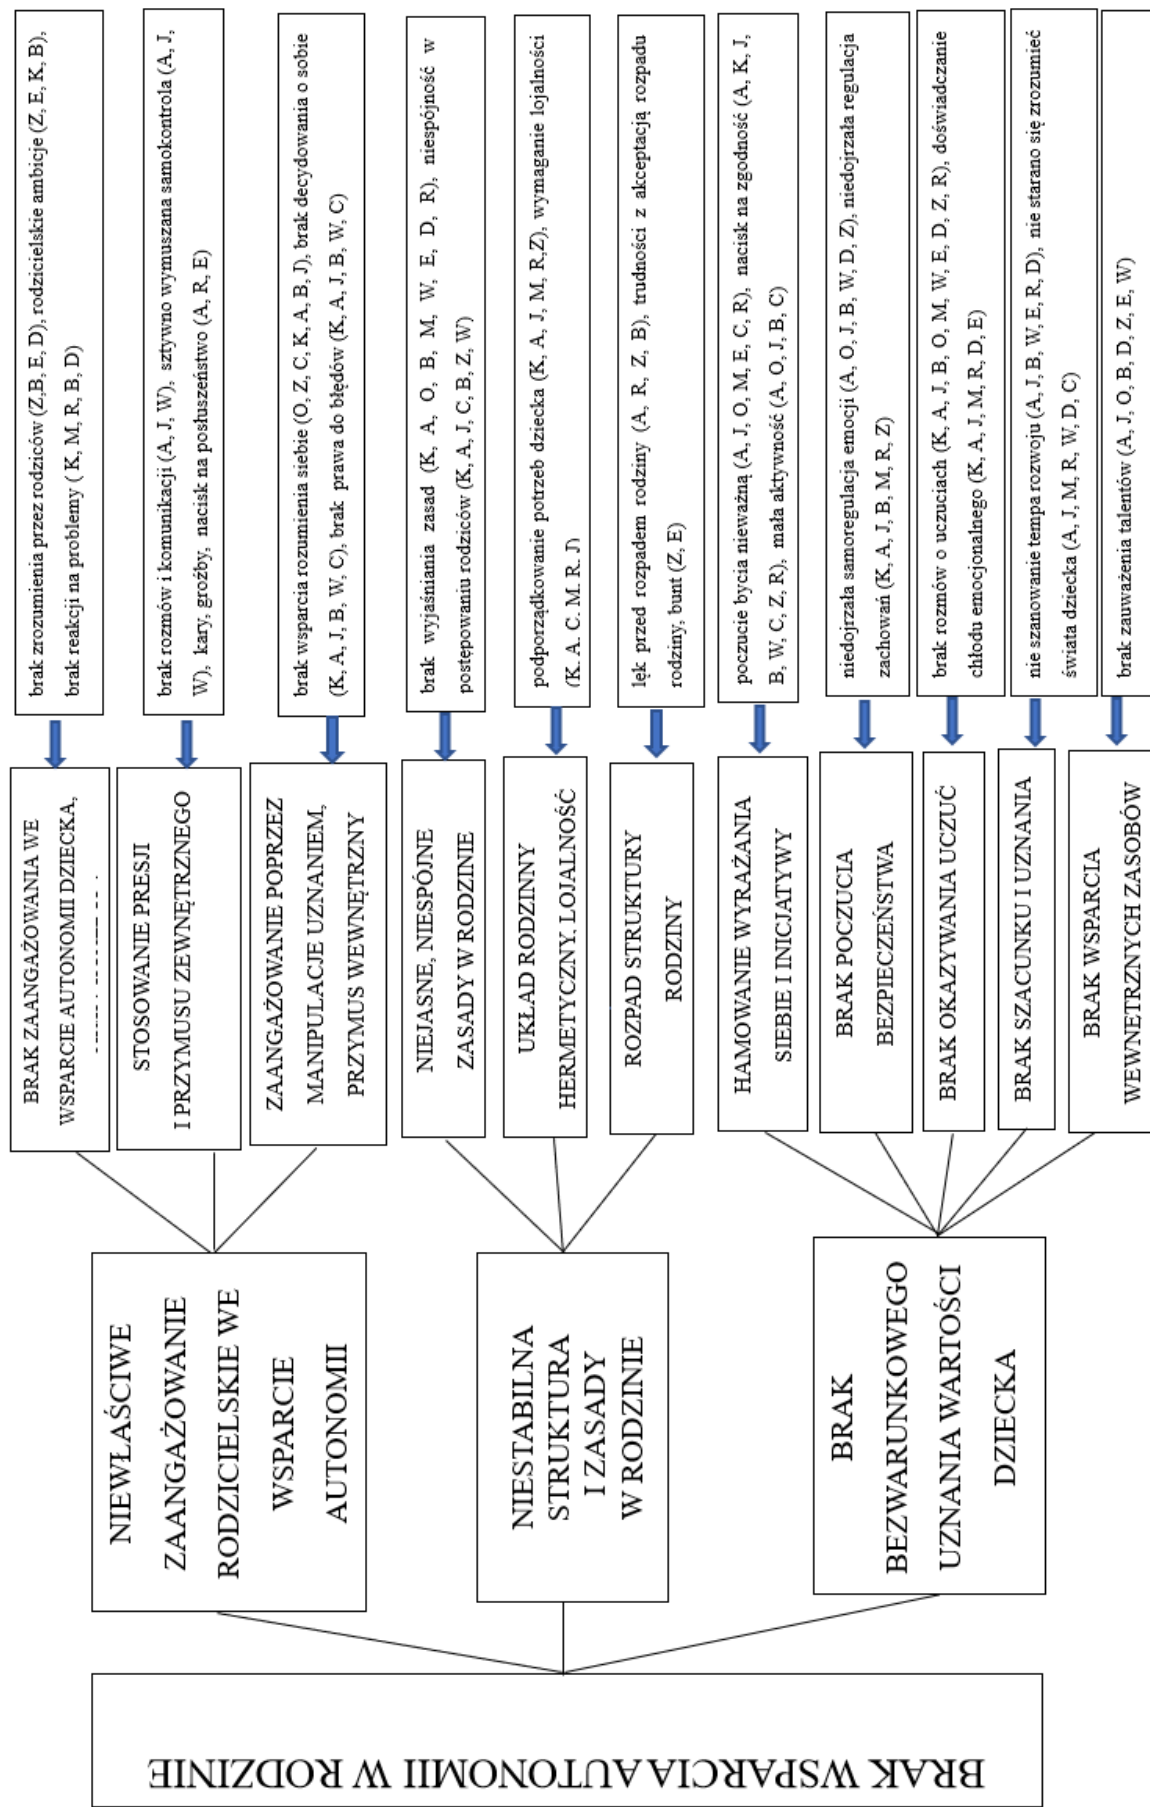 BRAK WSPARCIA AUTONOMII W RODZINIE
NIEWŁAŚCIWE
ZAANGAŻOWANIE
RODZICIELSKIE WE
WSPARCIE
AUTONOMII
BRAK ZAANGAŻOWANIA WE
WSPARCIE AUTONOMII DZIECKA,
brak zrozumienia przez rodziców (Z,B, E, D), rodzicielskie ambicje (Z, E, K, B),
brak reakcji na problemy ( K, M, R, B, D)
STOSOWANIE PRESJI
I PRZYMUSU ZEWNĘTRZNEGO
brak rozmów i komunikacji (A, J, W), sztywno wymuszana samokontrola (A, J,
W), kary, groźby, nacisk na posłuszeństwo (A, R, E)
ZAANGAŻOWANIE POPRZEZ
MANIPULACJE UZNANIEM,
PRZYMUS WEWNĘTRZNY
brak wsparcia rozumienia siebie (O, Z, C, K, A, B, J), brak decydowania o sobie
(K, A, J, B, W, C), brak prawa do błędów (K, A, J, B, W, C)
NIESTABILNA
STRUKTURA
I ZASADY
W RODZINIE
NIEJASNE, NIESPÓJNE
ZASADY W RODZINIE
brak wyjaśniania zasad (K, A, O, B, M, W, E, D, R), niespójność w
postępowaniu rodziców (K, A, J, C, B, Z, W)
UKŁAD RODZINNY
HERMETYCZNY, LOJALNOŚĆ
podporządkowanie potrzeb dziecka (K, A, J, M, R,Z), wymaganie lojalności
(K, A, C, M, R, J)
ROZPAD STRUKTURY
RODZINY
lęk przed rozpadem rodziny (A, R, Z, B), trudności z akceptacją rozpadu
rodziny, bunt (Z, E)
BRAK
BEZWARUNKOWEGO
UZNANIA WARTOŚCI
DZIECKA
HAMOWANIE WYRAŻANIA
SIEBIE I INICJATYWY
poczucie bycia nieważną (A, J, O, M, E, C, R), nacisk na zgodność (A, K, J,
B, W, C, Z, R), mała aktywność (A, O, J, B, C)
BRAK POCZUCIA
BEZPIECZEŃSTWA
niedojrzała samoregulacja emocji (A, O, J, B, W, D, Z), niedojrzała regulacja
zachowań (K, A, J, B, M, R, Z)
BRAK OKAZYWANIA UCZUĆ
brak rozmów o uczuciach (K, A, J, B, O, M, W, E, D, Z, R), doświadczanie
chłodu emocjonalnego (K, A, J, M, R, D, E)
BRAK SZACUNKU I UZNANIA
nie szanowanie tempa rozwoju (A, J, B, W, E, R, D), nie starano się zrozumieć
świata dziecka (A, J, M, R, W, D, C)
BRAK WSPARCIA
WEWNETRZNYCH ZASOBÓW
brak zauważenia talentów (A, J, O, B, D, Z, E, W)